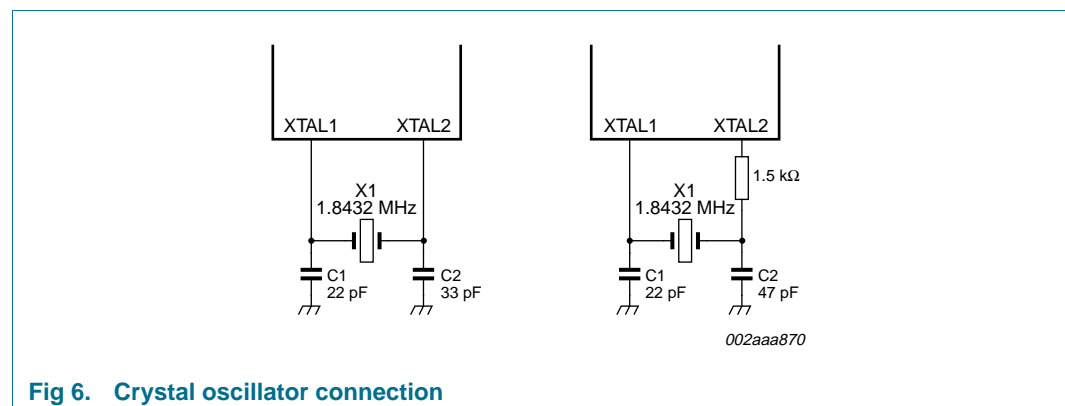 XTAL1 XTAL2
X1
1.8432 MHz
C1
22 pF
C2
33 pF
XTAL1 XTAL2
1.5 kΩ
X1
1.8432 MHz
C1
22 pF
C2
47 pF
002aaa870
Fig 6. Crystal oscillator connection